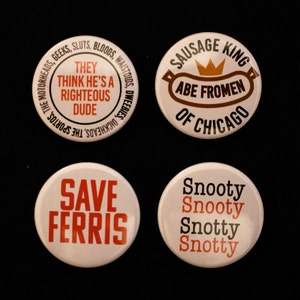 THE SPORTOS, THE MOTORHEADS, GEEKS, SLUTS, BLOODS, WAISTOIDS, DWEEBIES, DICKHEADS,
THEY
THINK HE'S A
RIGHTEOUS
DUDE
SAUSAGE KING
ABE FROMEN
OF CHICAGO
SAVE
FERRIS
Snooty
Snooty
Snotty
Snotty